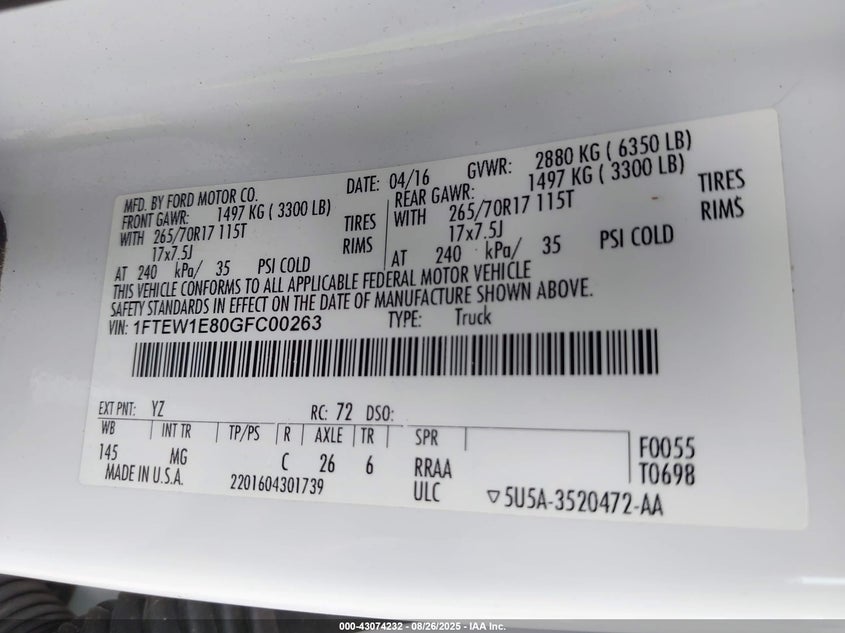 MFD. BY FORD MOTOR CO. DATE: 04/16 GVWR: 2880 KG ( 6350 LB)
FRONT GAWR: 1497 KG ( 3300 LB) REAR GAWR: 1497 KG ( 3300 LB)
WITH 265/70R17 115T TIRES WITH 265/70R17 115T TIRES
17x7.5J RIMS 17x7.5J RIMS
AT 240 kPa/ 35 PSI COLD AT 240 kPa/ 35 PSI COLD
THIS VEHICLE CONFORMS TO ALL APPLICABLE FEDERAL MOTOR VEHICLE
SAFETY STANDARDS IN EFFECT ON THE DATE OF MANUFACTURE SHOWN ABOVE.
VIN: 1FTEW1E80GFC00263 TYPE: Truck
EXT PNT: YZ RC: 72 DSO:
WB INT TR TP/PS R AXLE TR SPR F0055
145 MG C 26 6 RRAA T0698
MADE IN U.S.A. 2201604301739 ULC ▽5U5A-3520472-AA
000-43074232 - 08/26/2025 - IAA Inc.